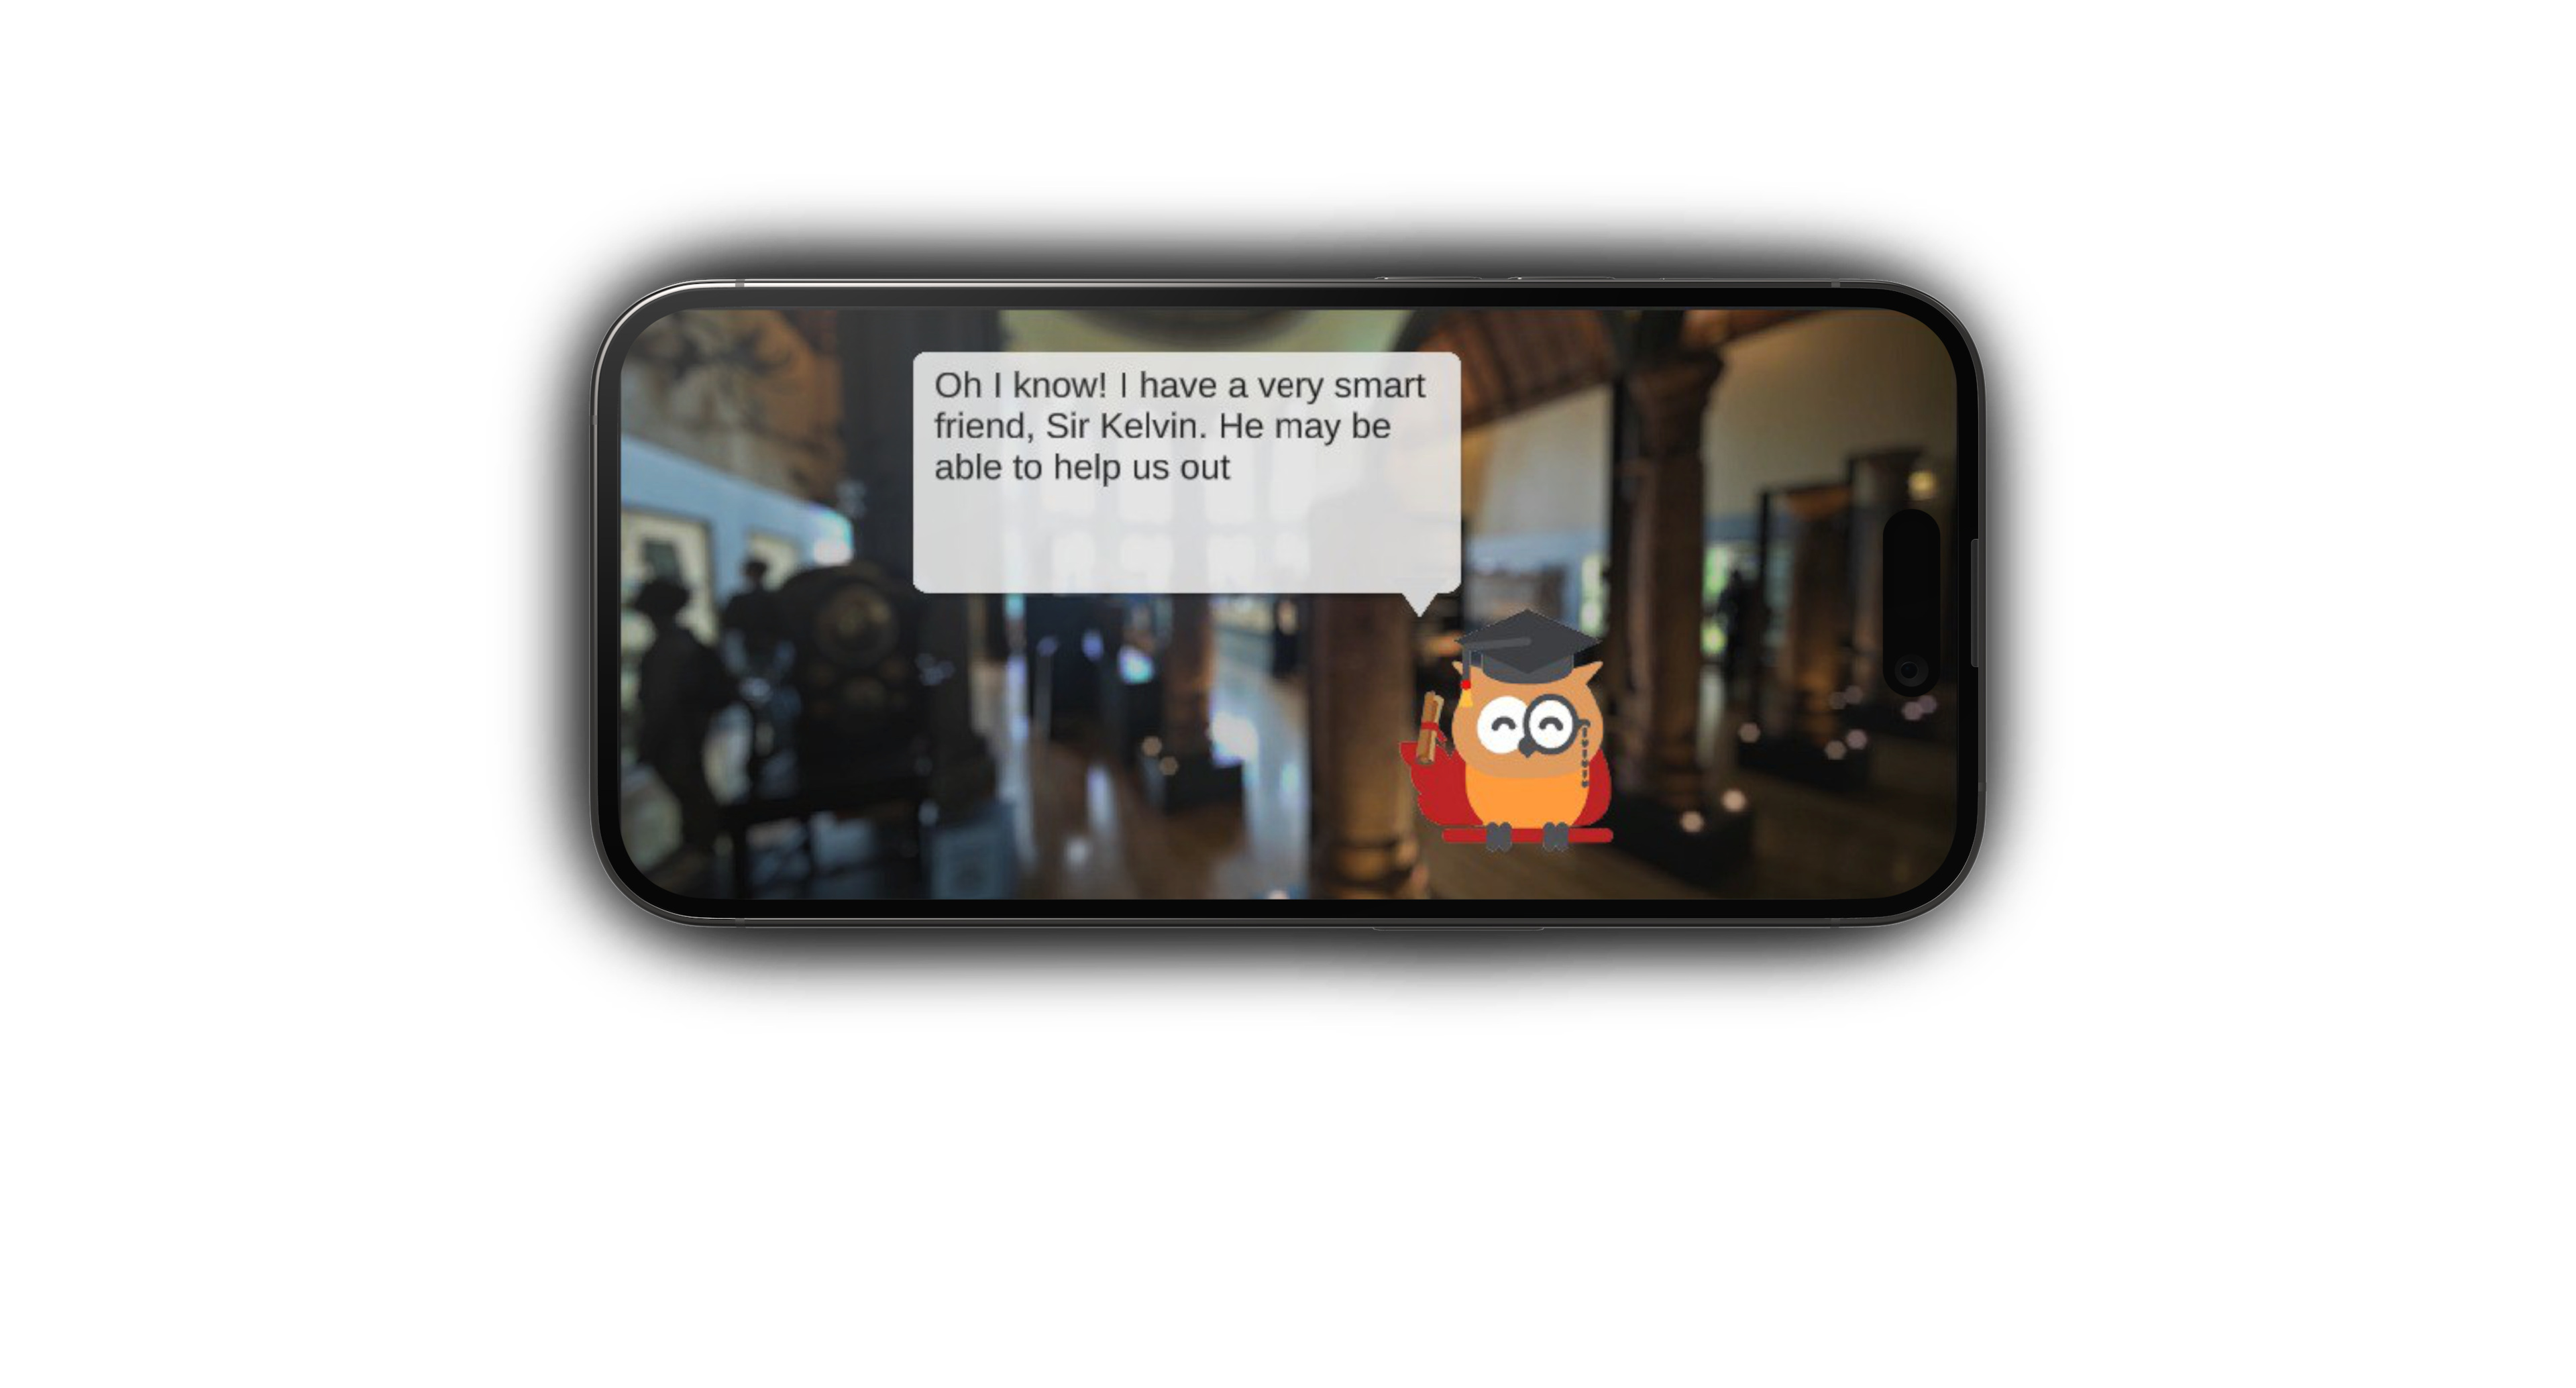 Oh I know! I have a very smart
friend, Sir Kelvin. He may be
able to help us out